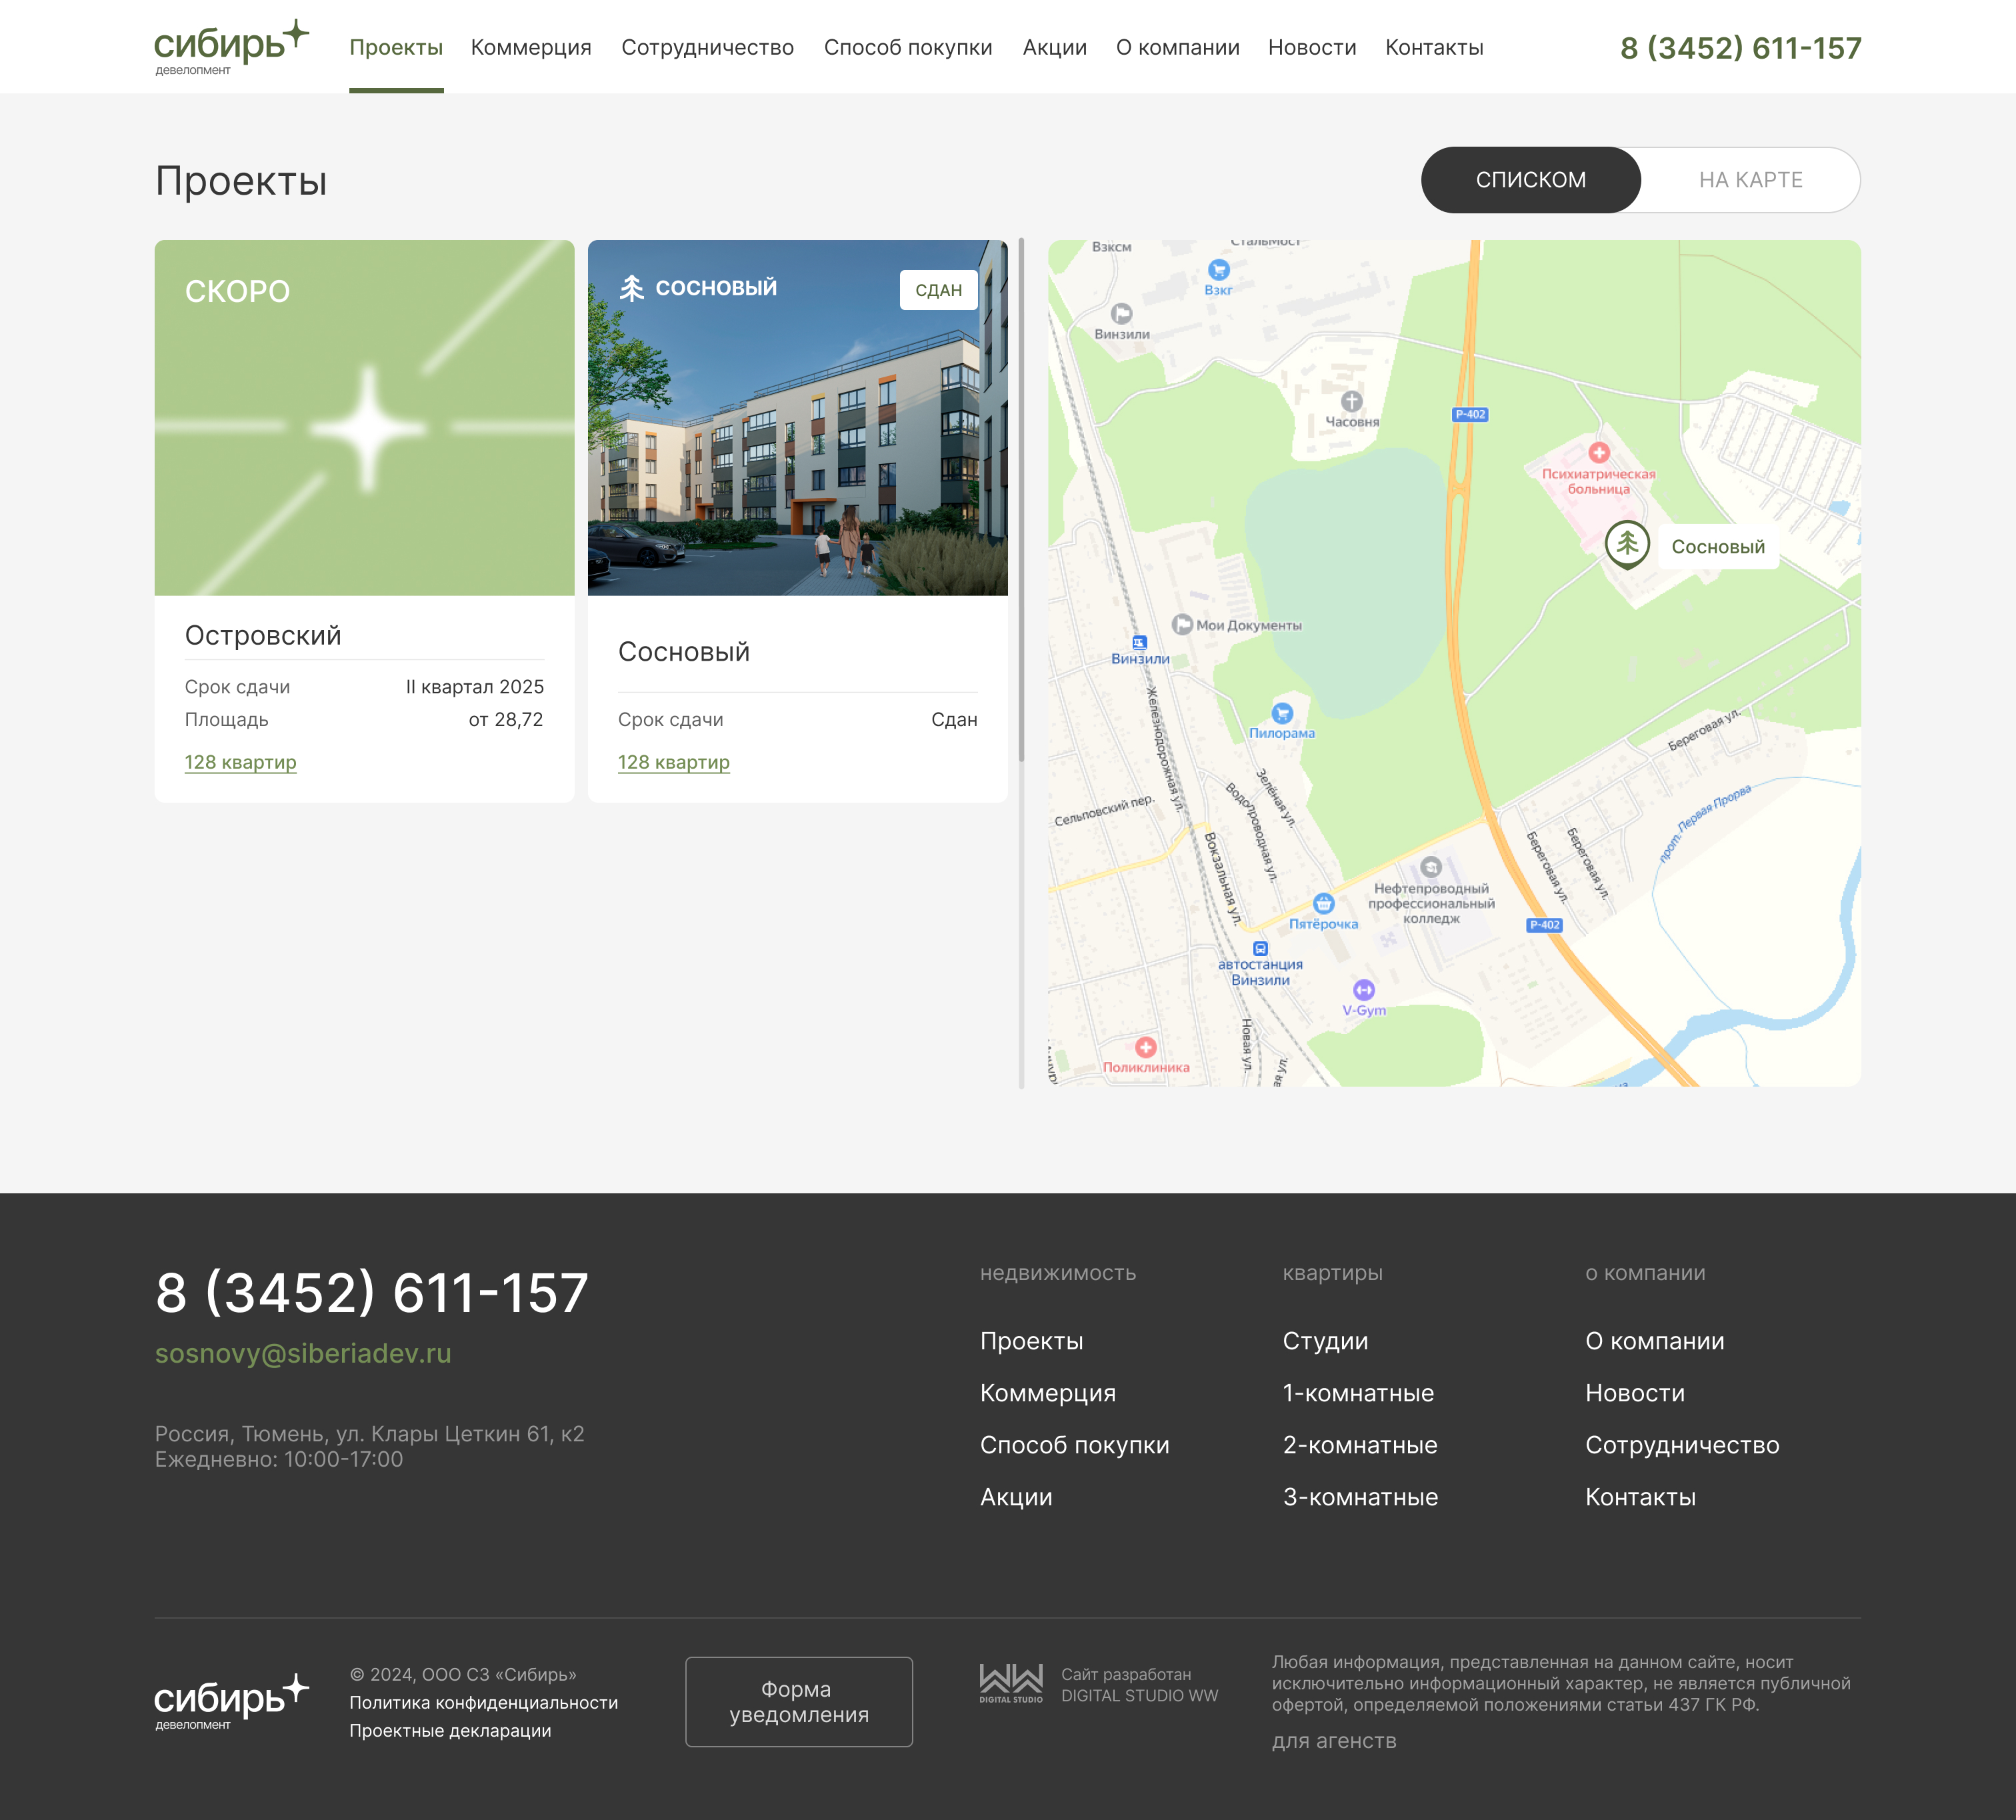 сибирь
девелопмент
Проекты
Коммерция
Сотрудничество
Способ покупки
Акции
О компании
Новости
Контакты
8 (3452) 611-157
Проекты
СПИСКОМ
НА КАРТЕ
СКОРО
Островский
Срок сдачи
II квартал 2025
Площадь
от 28,72
128 квартир
СОСНОВЫЙ
СДАН
Сосновый
Срок сдачи
Сдан
128 квартир
Взксм
Стальмост
Взкг
Винзили
Часовня
Р-402
Психиатрическая
больница
Сосновый
Мои Документы
Винзили
Железнодорожная ул.
Пилорама
Береговая ул.
Зелёная ул.
Водопроводная ул.
Сельповский пер.
прот. Первая Прорва
Вокзальная ул.
Береговая ул.
Береговая ул.
Нефтепроводный
профессиональный
колледж
Пятёрочка
Р-402
автостанция
Винзили
V-Gym
Новая ул.
Поликлиника
ая ул.
8 (3452) 611-157
sosnovy@siberiadev.ru
Россия, Тюмень, ул. Клары Цеткин 61, к2
Ежедневно: 10:00-17:00
недвижимость
Проекты
Коммерция
Способ покупки
Акции
квартиры
Студии
1-комнатные
2-комнатные
3-комнатные
о компании
О компании
Новости
Сотрудничество
Контакты
сибирь
девелопмент
© 2024, ООО СЗ «Сибирь»
Политика конфиденциальности
Проектные декларации
Форма
уведомления
DIGITAL STUDIO
Сайт разработан
DIGITAL STUDIO WW
Любая информация, представленная на данном сайте, носит
исключительно информационный характер, не является публичной
офертой, определяемой положениями статьи 437 ГК РФ.
для агенств